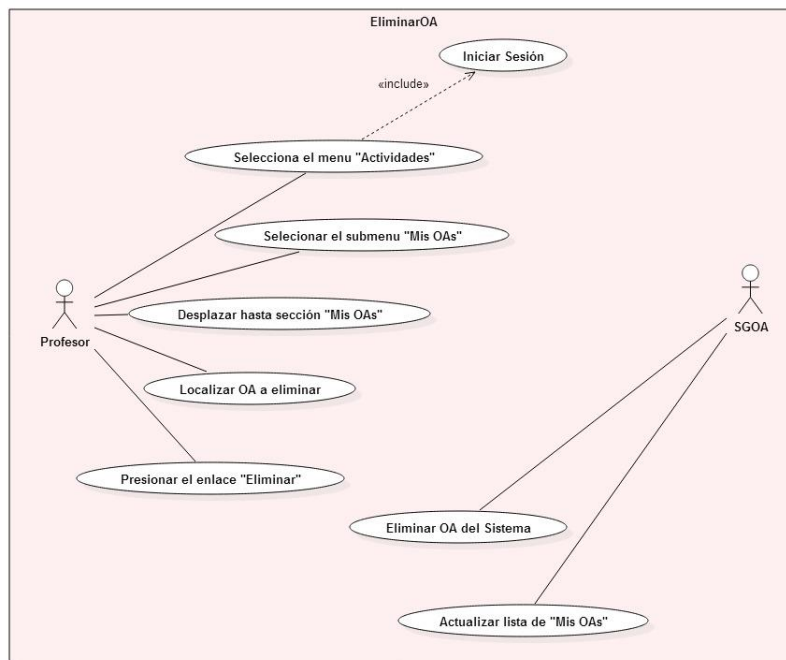 EliminarOA
Iniciar Sesión
«include»
Selecciona el menu "Actividades"
Selecionar el submenu "Mis OAs"
Desplazar hasta sección "Mis OAs"
Profesor
SGOA
Localizar OA a eliminar
Presionar el enlace "Eliminar"
Eliminar OA del Sistema
Actualizar lista de "Mis OAs"